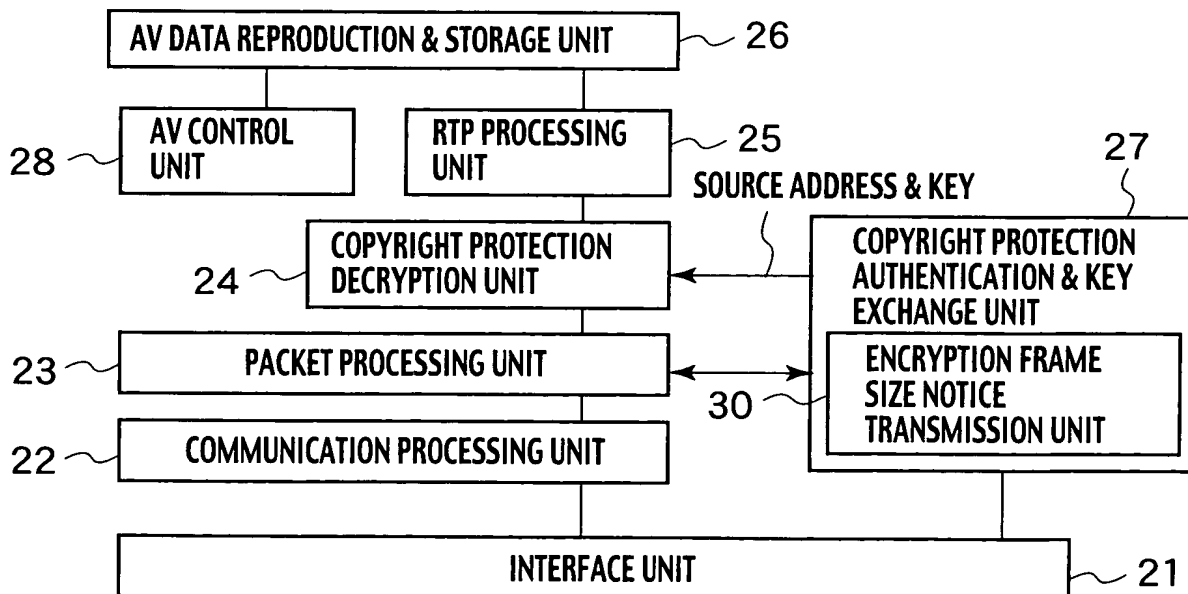 AV DATA REPRODUCTION & STORAGE UNIT
26
AV CONTROL
UNIT
28
RTP PROCESSING
UNIT
25
SOURCE ADDRESS & KEY
27
COPYRIGHT PROTECTION
DECRYPTION UNIT
24
COPYRIGHT PROTECTION
AUTHENTICATION & KEY
EXCHANGE UNIT
PACKET PROCESSING UNIT
23
ENCRYPTION FRAME
SIZE NOTICE
TRANSMISSION UNIT
30
COMMUNICATION PROCESSING UNIT
22
INTERFACE UNIT
21